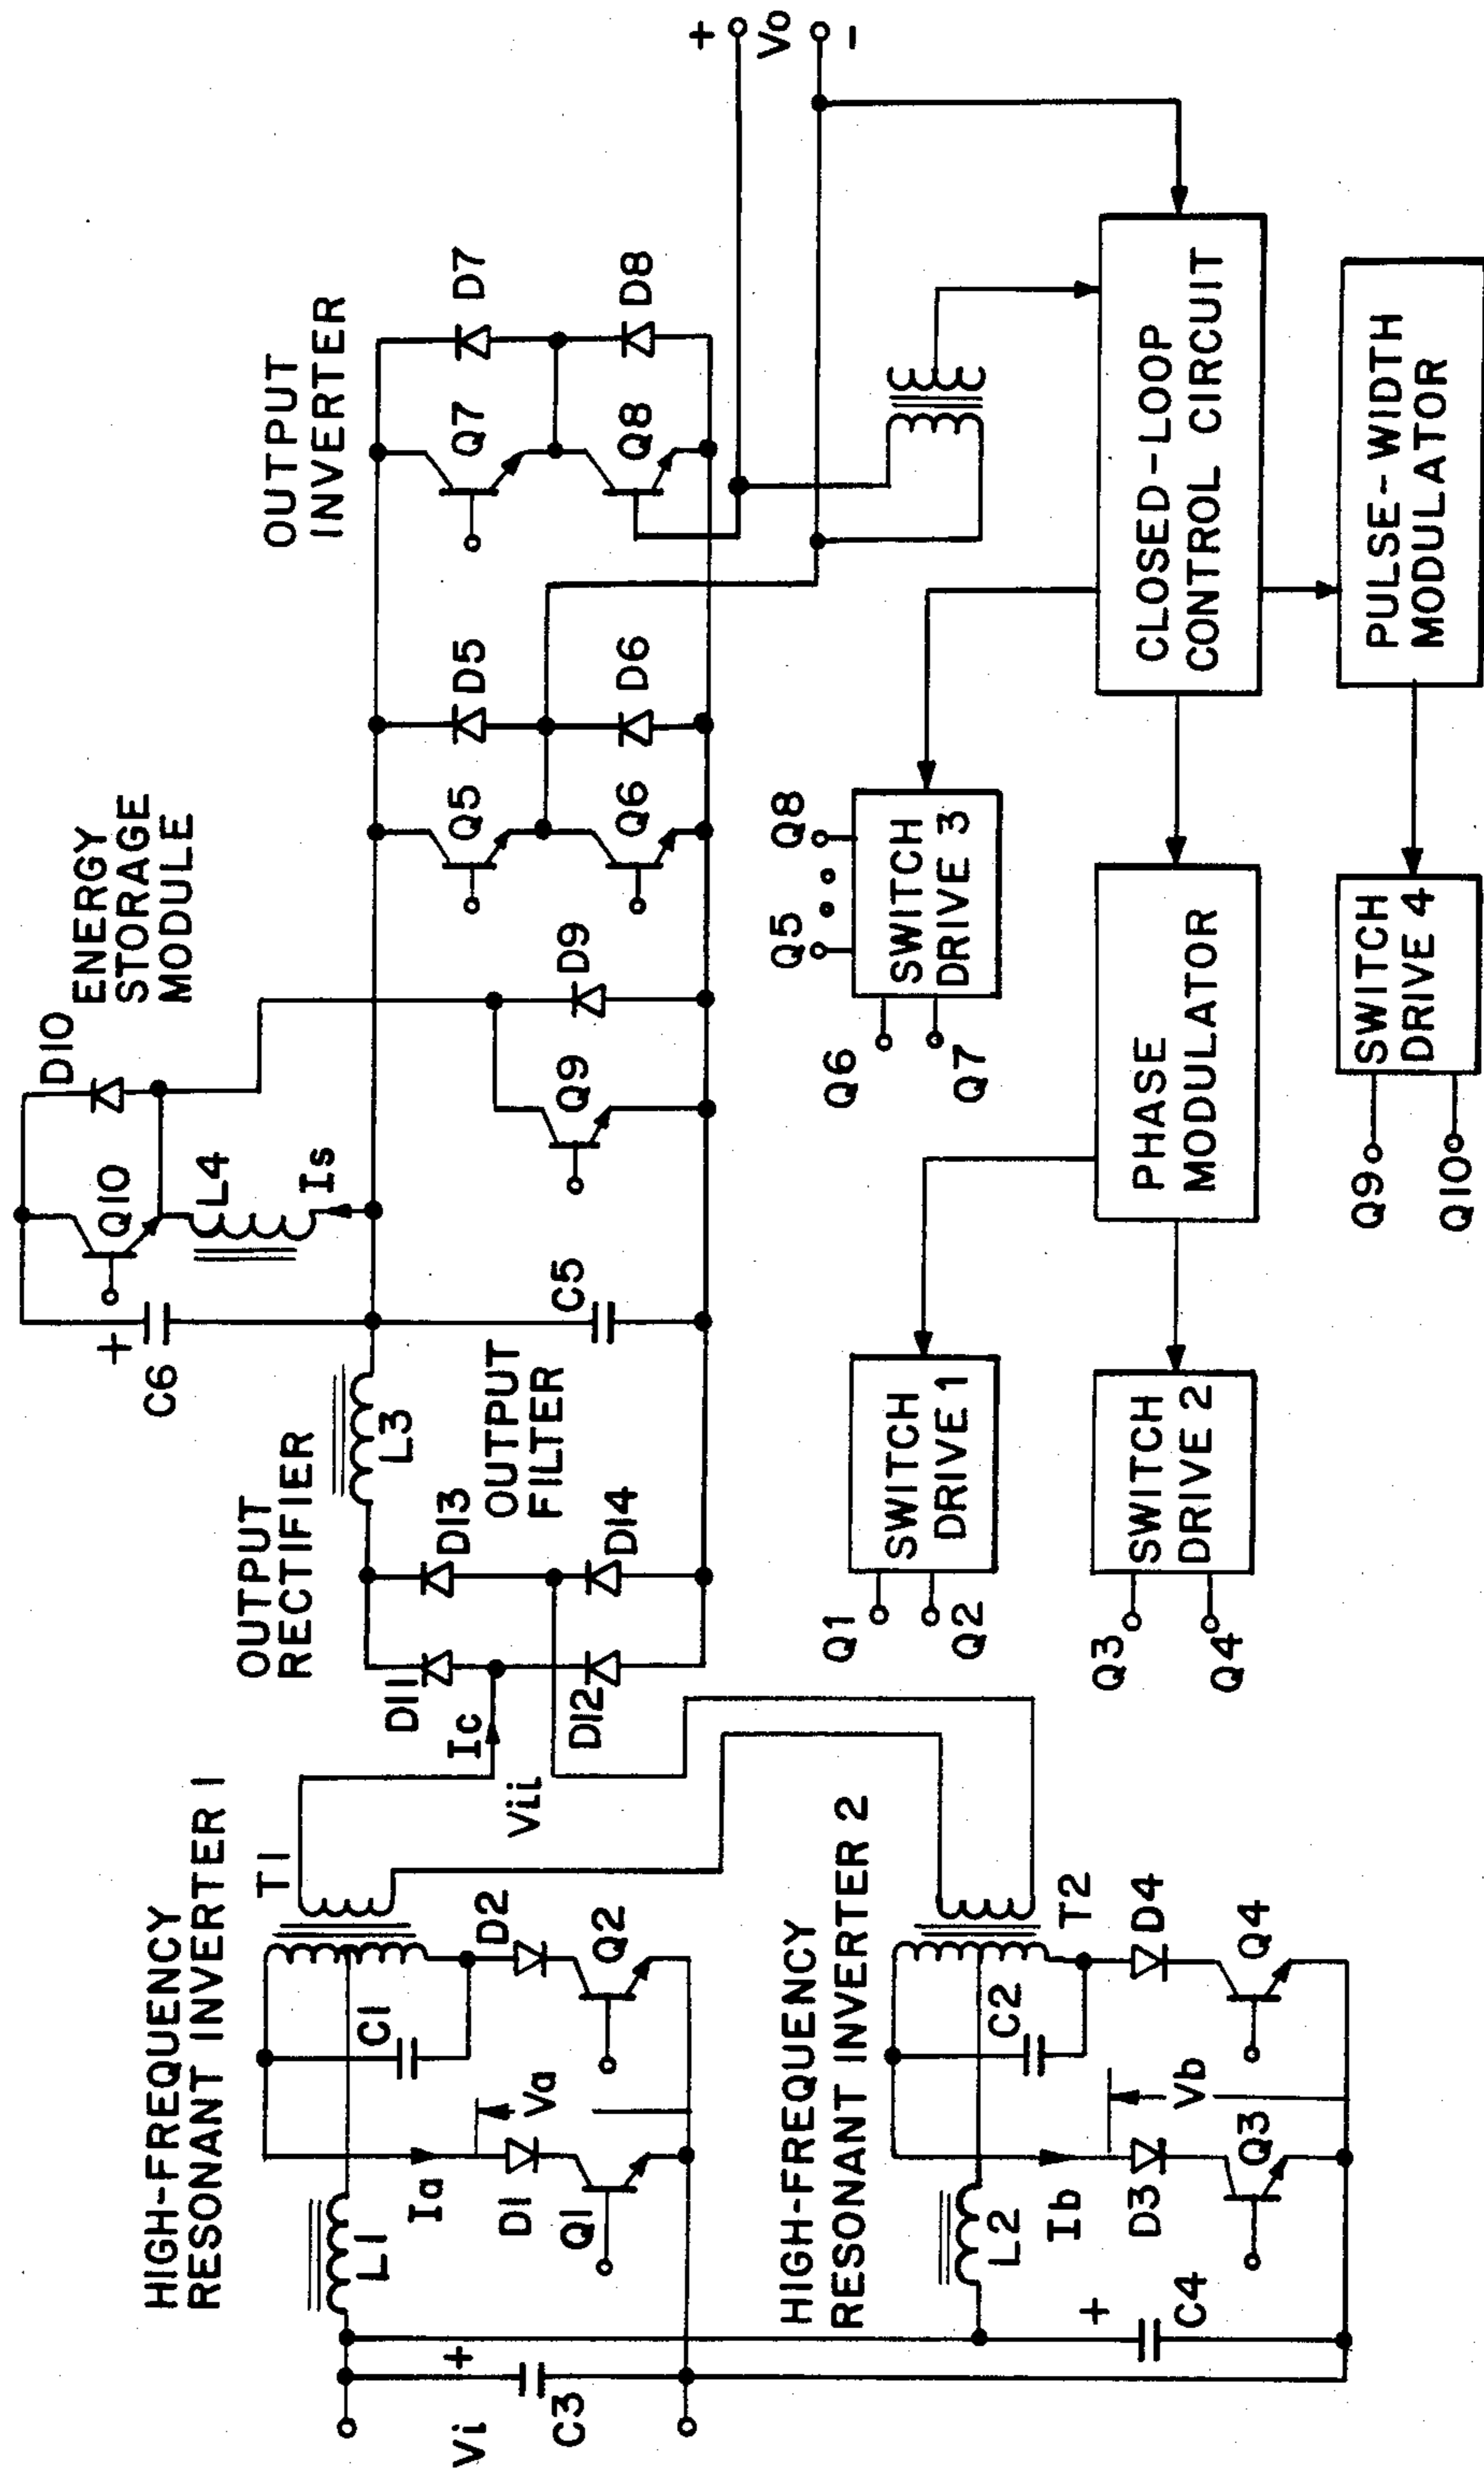 HIGH-FREQUENCY
RESONANT INVERTER 1
T1
L1
Ia
C1
D2
Va
D1
Q1
Q2
Vi
+
C3
HIGH-FREQUENCY
RESONANT INVERTER 2
T2
L2
C2
D4
Ib
Vb
D3
Q3
Q4
+
C4
OUTPUT
RECTIFIER
D11
Ic
D13
Vii
D12
D14
L3
OUTPUT
FILTER
C5
+
C6
Q10
D10
L4
Is
ENERGY
STORAGE
MODULE
Q9
D9
Q5
D5
Q6
D6
OUTPUT
INVERTER
Q7
D7
Q8
D8
+
Vo
-
Q5
Q8
SWITCH
DRIVE 3
Q6
Q7
Q1
SWITCH
DRIVE 1
Q2
Q3
SWITCH
DRIVE 2
Q4
PHASE
MODULATOR
CLOSED-LOOP
CONTROL CIRCUIT
PULSE-WIDTH
MODULATOR
Q9
SWITCH
DRIVE 4
Q10